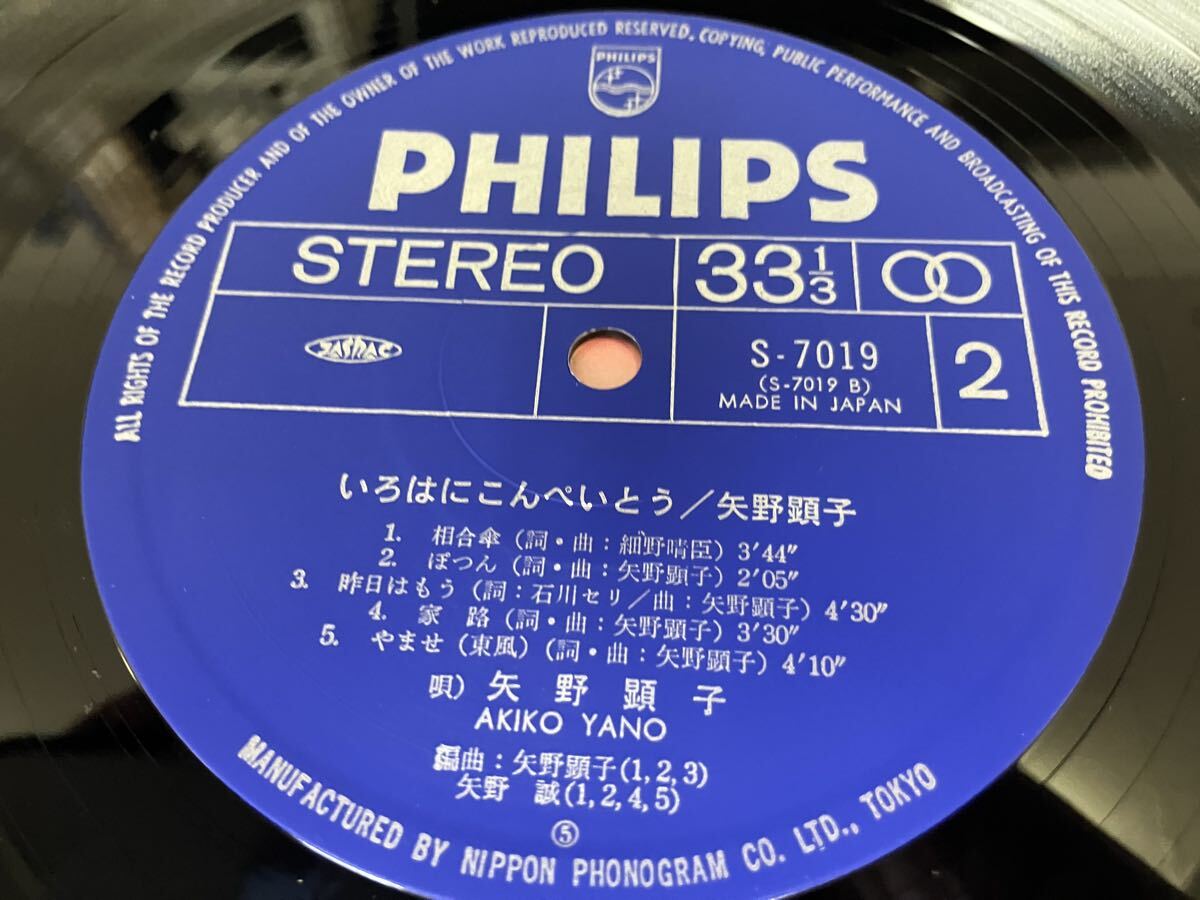 ALL RIGHTS OF THE RECORD PRODUCER AND OF THE OWNER OF THE WORK REPRODUCED RESERVED. COPYING, PUBLIC PERFORMANCE AND BROADCASTING OF THIS RECORD PROHIBITED
PHILIPS
PHILIPS
STEREO 33 1/3
JASRAC
S-7019
(S-7019 B)
MADE IN JAPAN
2
いろはにこんぺいとう／矢野顕子
1. 相合傘（詞・曲：細野晴臣）3′44″
2. ぽつん（詞・曲：矢野顕子）2′05″
3. 昨日はもう（詞：石川セリ／曲：矢野顕子）4′30″
4. 家 路（詞・曲：矢野顕子）3′30″
5. やませ（東風）（詞・曲：矢野顕子）4′10″
唄）矢 野 顕 子
AKIKO YANO
編曲：矢野顕子(1,2,3)
矢野 誠(1,2,4,5)
⑤
MANUFACTURED BY NIPPON PHONOGRAM CO. LTD., TOKYO